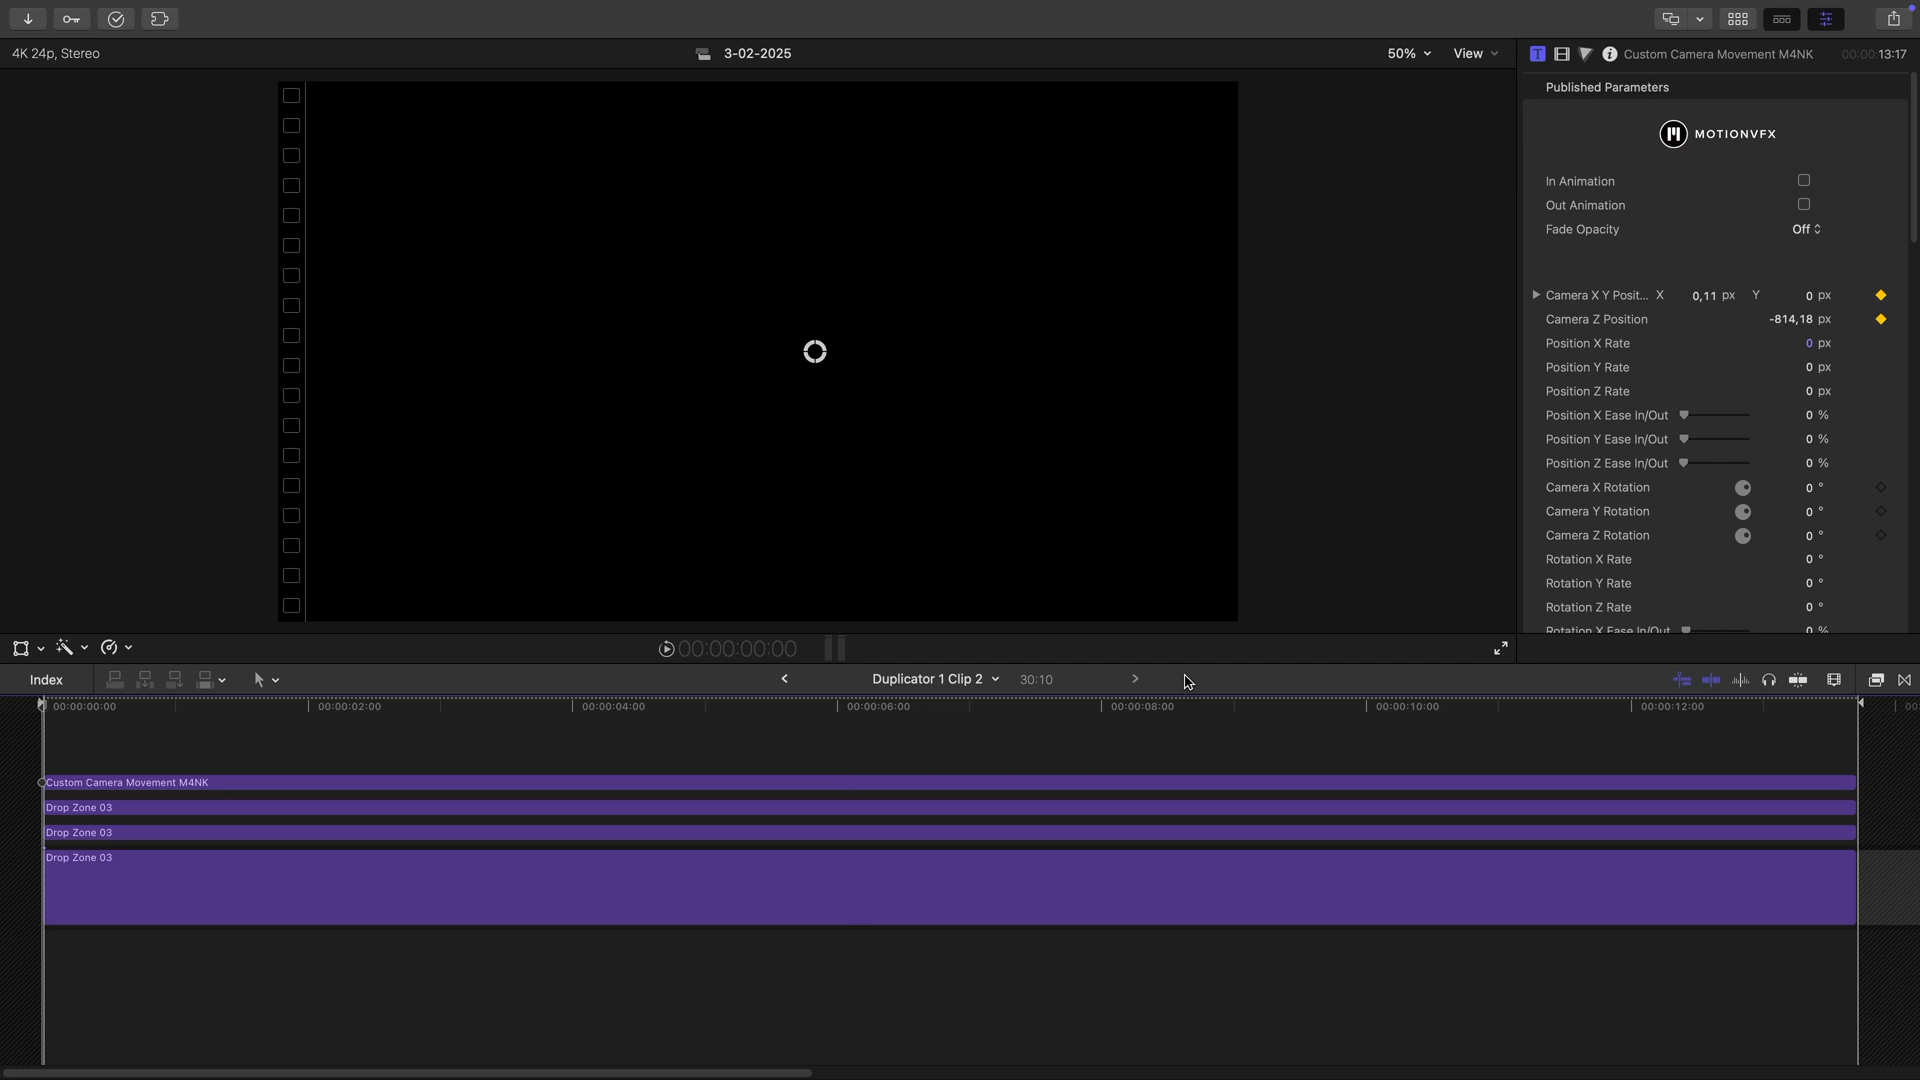 4K 24p, Stereo
3-02-2025
50%
View
Custom Camera Movement M4NK
00:00:13:17
Published Parameters
MOTIONVFX
In Animation
Out Animation
Fade Opacity
Off
Camera X Y Posit... X 0,11 px Y 0 px
Camera Z Position -814,18 px
Position X Rate 0 px
Position Y Rate 0 px
Position Z Rate 0 px
Position X Ease In/Out 0 %
Position Y Ease In/Out 0 %
Position Z Ease In/Out 0 %
Camera X Rotation 0 °
Camera Y Rotation 0 °
Camera Z Rotation 0 °
Rotation X Rate 0 °
Rotation Y Rate 0 °
Rotation Z Rate 0 °
Rotation X Ease In/Out 0 %
00:00:00:00
Index
Duplicator 1 Clip 2
30:10
00:00:00:00 00:00:02:00 00:00:04:00 00:00:06:00 00:00:08:00 00:00:10:00 00:00:12:00
Custom Camera Movement M4NK
Drop Zone 03
Drop Zone 03
Drop Zone 03